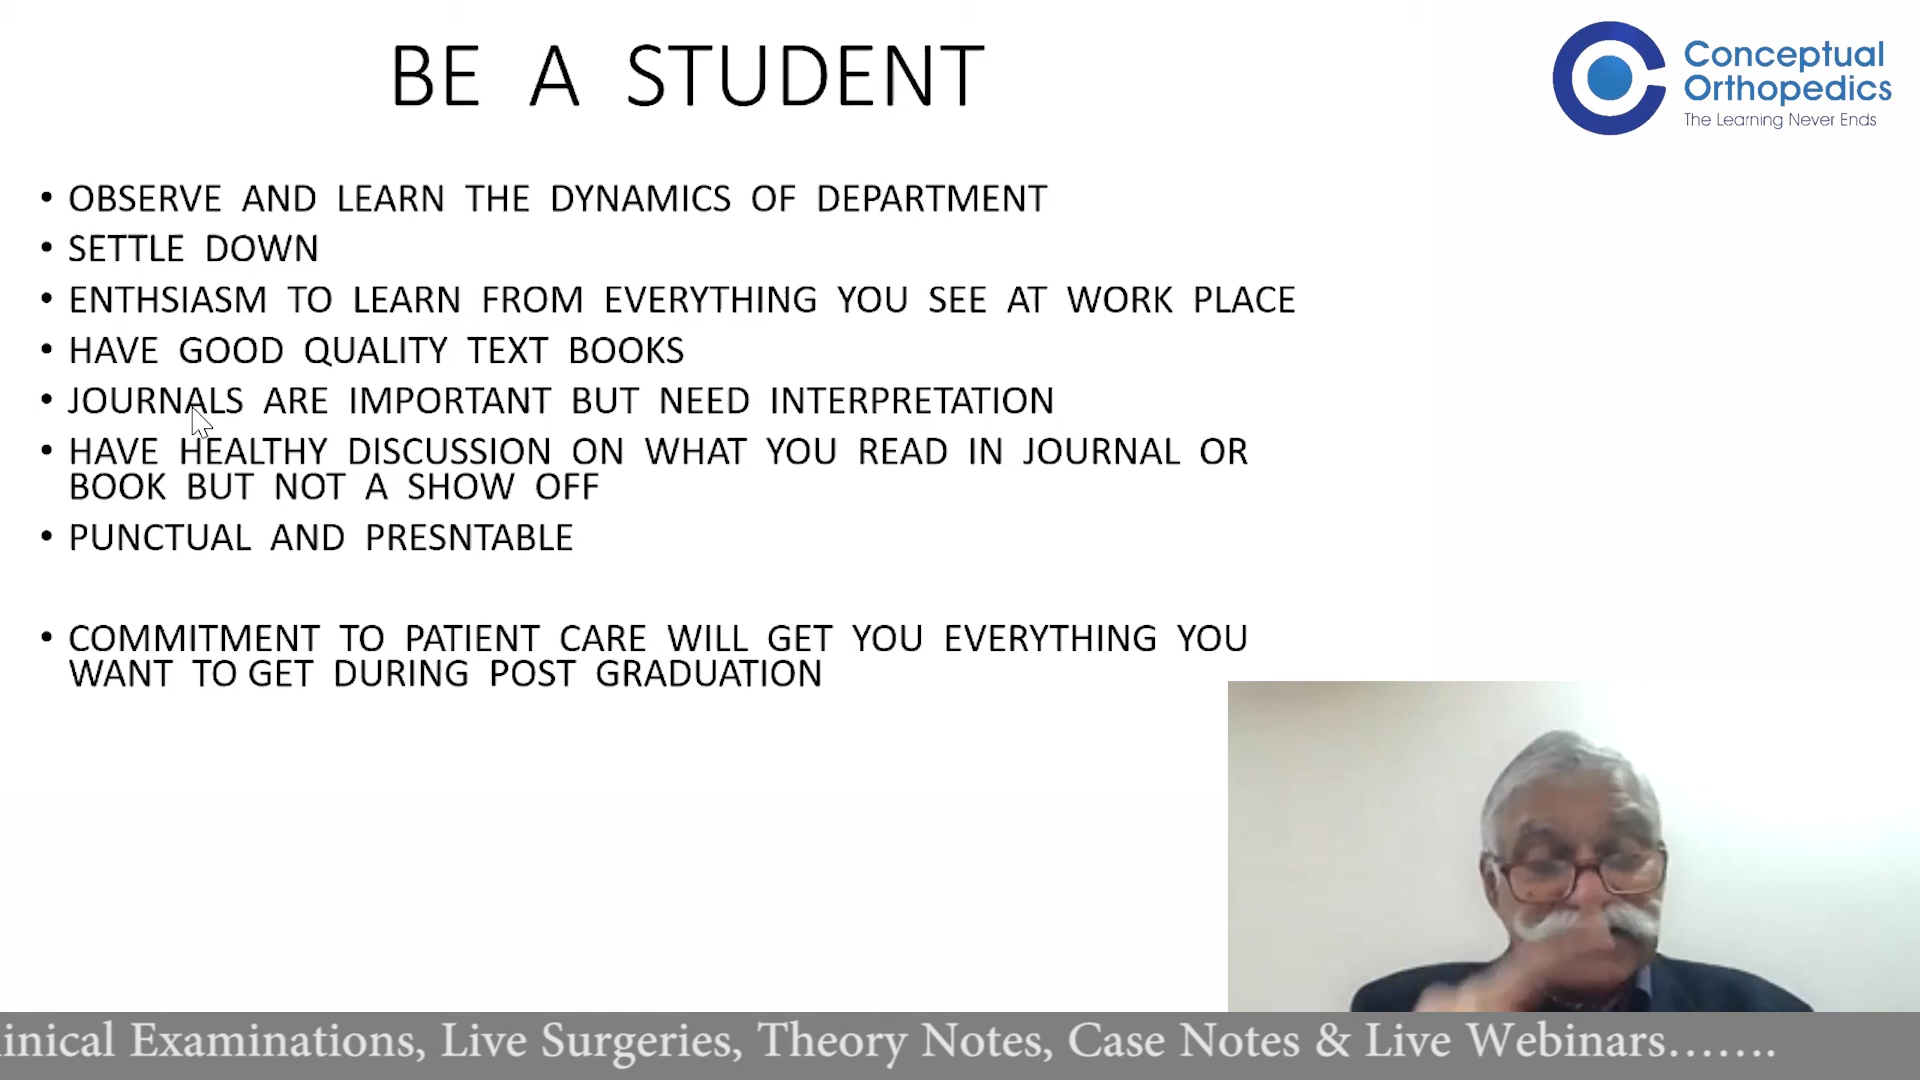 BE A STUDENT
Conceptual
Orthopedics
The Learning Never Ends
• OBSERVE AND LEARN THE DYNAMICS OF DEPARTMENT
• SETTLE DOWN
• ENTHSIASM TO LEARN FROM EVERYTHING YOU SEE AT WORK PLACE
• HAVE GOOD QUALITY TEXT BOOKS
• JOURNALS ARE IMPORTANT BUT NEED INTERPRETATION
• HAVE HEALTHY DISCUSSION ON WHAT YOU READ IN JOURNAL OR
BOOK BUT NOT A SHOW OFF
• PUNCTUAL AND PRESNTABLE
• COMMITMENT TO PATIENT CARE WILL GET YOU EVERYTHING YOU
WANT TO GET DURING POST GRADUATION
inical Examinations, Live Surgeries, Theory Notes, Case Notes & Live Webinars.......